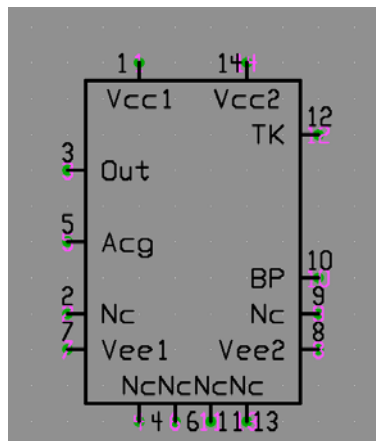 1 14
Vcc1 Vcc2
12
TK
3
Out
5
Acg
10
BP
2 9
Nc Nc
7 8
Vee1 Vee2
NcNcNcNc
4 6 11 13